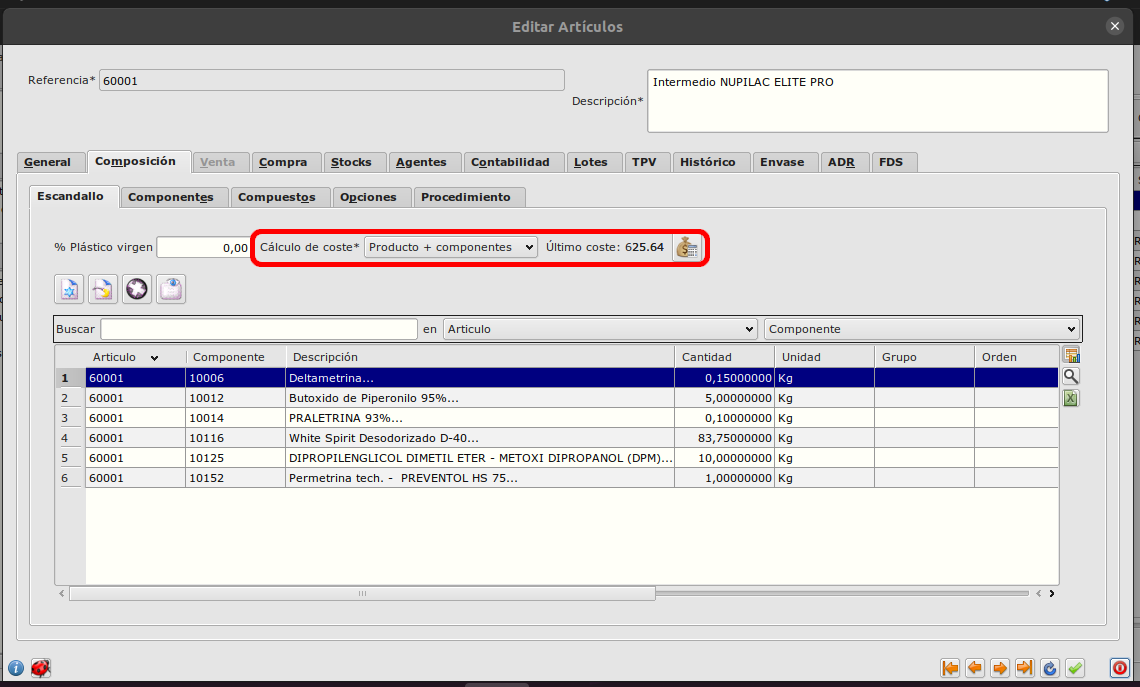 Editar Artículos
Referencia* 60001
Descripción* Intermedio NUPILAC ELITE PRO
General Composición Venta Compra Stocks Agentes Contabilidad Lotes TPV Histórico Envase ADR FDS
Escandallo Componentes Compuestos Opciones Procedimiento
% Plástico virgen 0,00 Cálculo de coste* Producto + componentes Último coste: 625.64
Buscar en Articulo Componente
Articulo Componente Descripción Cantidad Unidad Grupo Orden
1 60001 10006 Deltametrina... 0,15000000 Kg
2 60001 10012 Butoxido de Piperonilo 95%... 5,00000000 Kg
3 60001 10014 PRALETRINA 93%... 0,10000000 Kg
4 60001 10116 White Spirit Desodorizado D-40... 83,75000000 Kg
5 60001 10125 DIPROPILENGLICOL DIMETIL ETER - METOXI DIPROPANOL (DPM)... 10,00000000 Kg
6 60001 10152 Permetrina tech. - PREVENTOL HS 75... 1,00000000 Kg